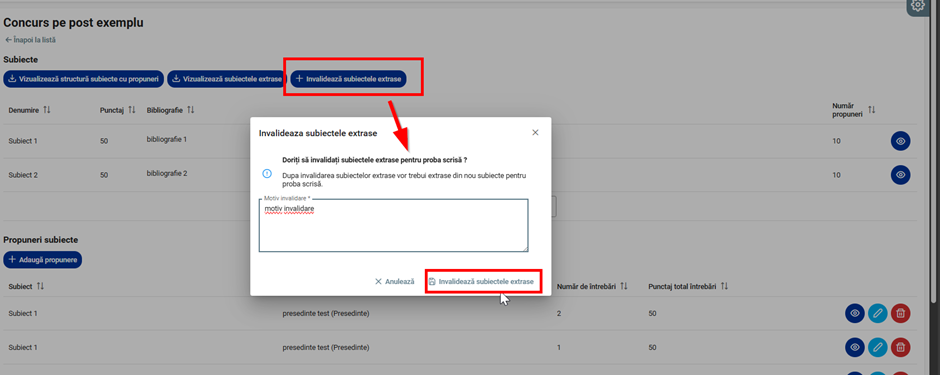 Concurs pe post exemplu
Înapoi la listă
Subiecte
Vizualizează structură subiecte cu propuneri
Vizualizează subiectele extrase
Invalidează subiectele extrase
Denumire Punctaj Bibliografie Număr propuneri
Subiect 1 50 bibliografie 1 10
Subiect 2 50 bibliografie 2 10
Invalideaza subiectele extrase
Doriți să invalidați subiectele extrase pentru proba scrisă ?
Dupa invalidarea subiectelor extrase vor trebui extrase din nou subiecte pentru
proba scrisă.
Motiv invalidare *
motiv invalidare
Anulează
Invalidează subiectele extrase
Propuneri subiecte
Adaugă propunere
Subiect Număr de întrebări Punctaj total întrebări
Subiect 1 presedinte test (Presedinte) 2 50
Subiect 1 presedinte test (Presedinte) 1 50